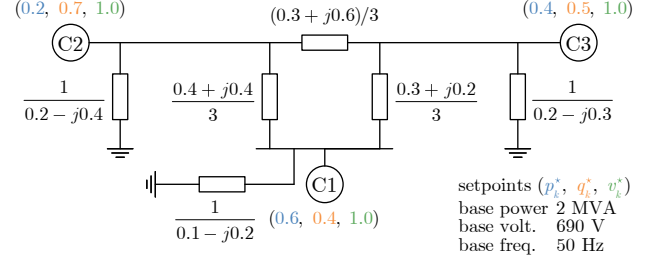 (0.2, 0.7, 1.0)
(0.3 + j0.6)/3
(0.4, 0.5, 1.0)
C2
C3
1
0.2 − j0.4
0.4 + j0.4
3
0.3 + j0.2
3
1
0.2 − j0.3
C1
1
0.1 − j0.2
(0.6, 0.4, 1.0)
setpoints (p_k^⋆, q_k^⋆, v_k^⋆)
base power 2 MVA
base volt. 690 V
base freq. 50 Hz